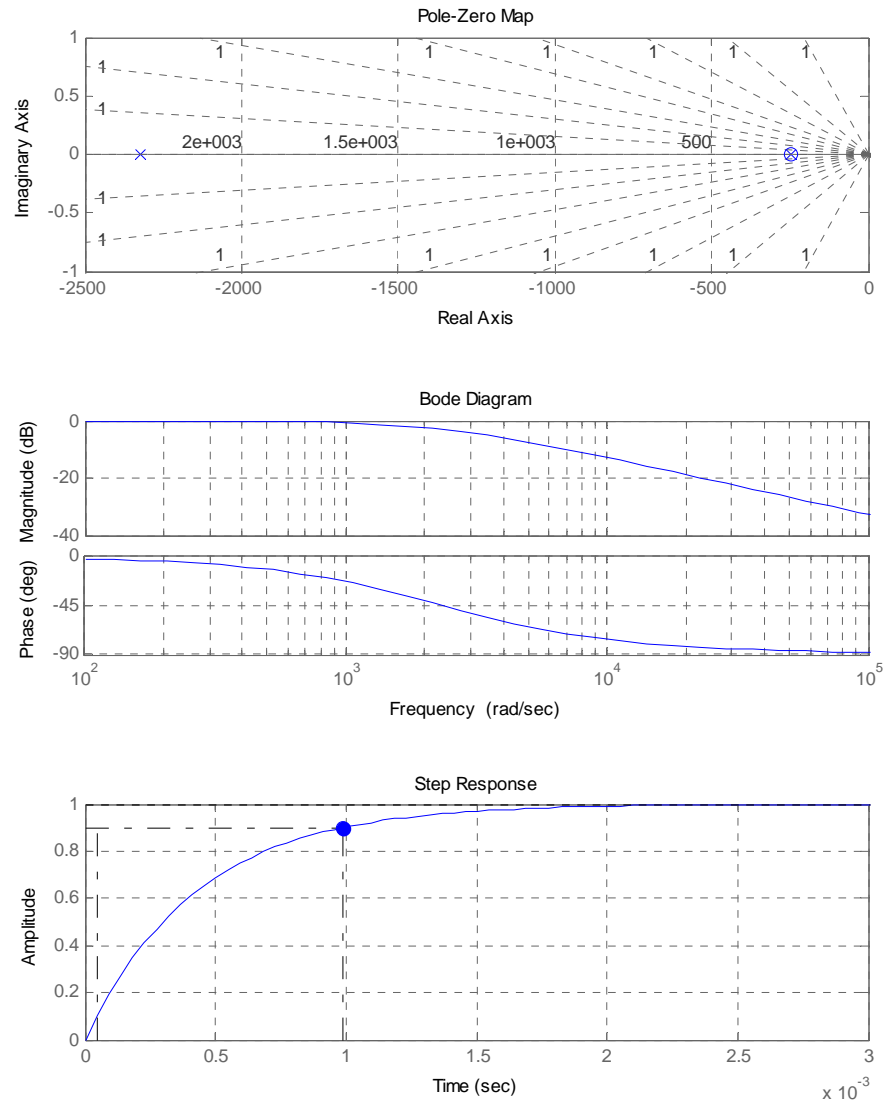 Pole-Zero Map
1
1 1 1 1 1 1
1
0.5
1
2e+003 1.5e+003 1e+003 500
0
1
-0.5
1
1 1 1 1 1 1
-1
-2500 -2000 -1500 -1000 -500 0
Imaginary Axis
Real Axis
Bode Diagram
0
-20
-40
Magnitude (dB)
0
-45
-90
Phase (deg)
10^2 10^3 10^4 10^5
Frequency (rad/sec)
Step Response
1
0.8
0.6
0.4
0.2
0
Amplitude
0 0.5 1 1.5 2 2.5 3
x 10^-3
Time (sec)